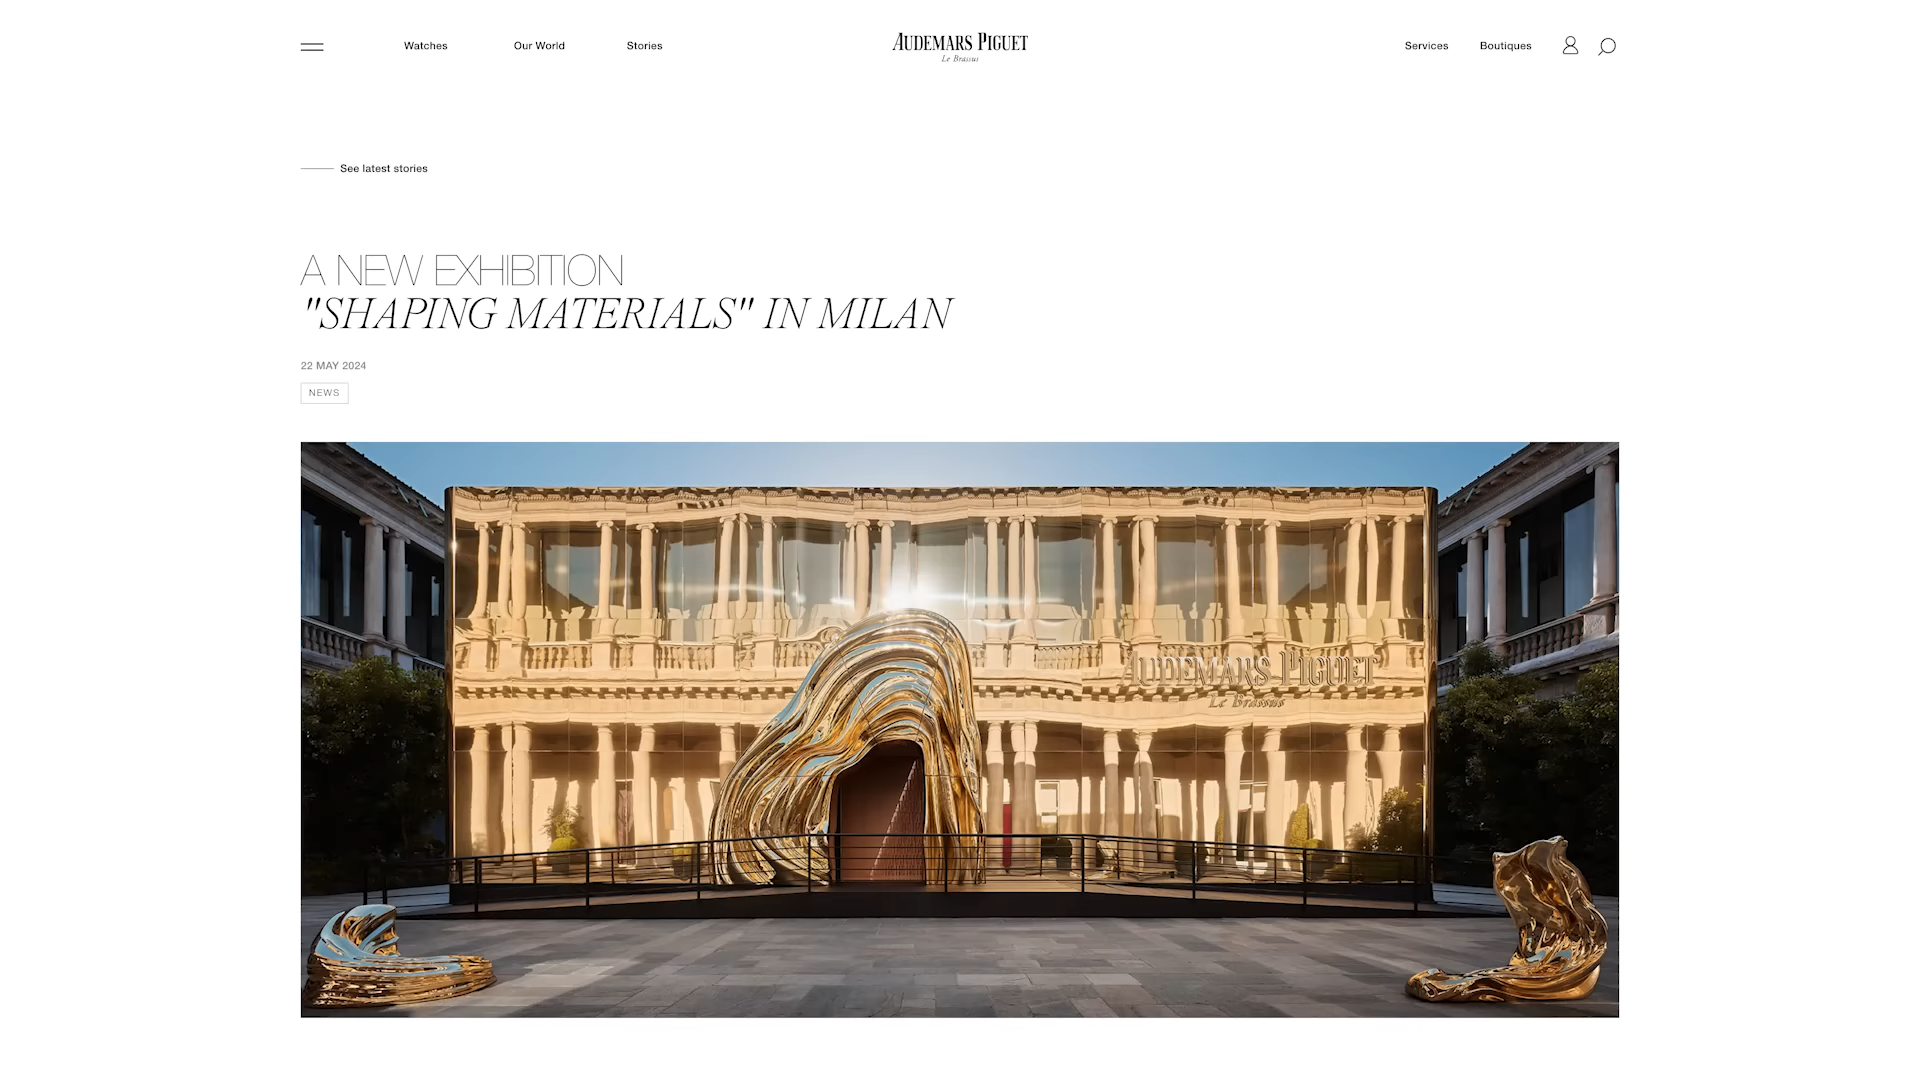 Watches
Our World
Stories
AUDEMARS PIGUET
Le Brassus
Services
Boutiques
See latest stories
A NEW EXHIBITION
"SHAPING MATERIALS" IN MILAN
22 MAY 2024
NEWS
AUDEMARS PIGUET
Le Brassus